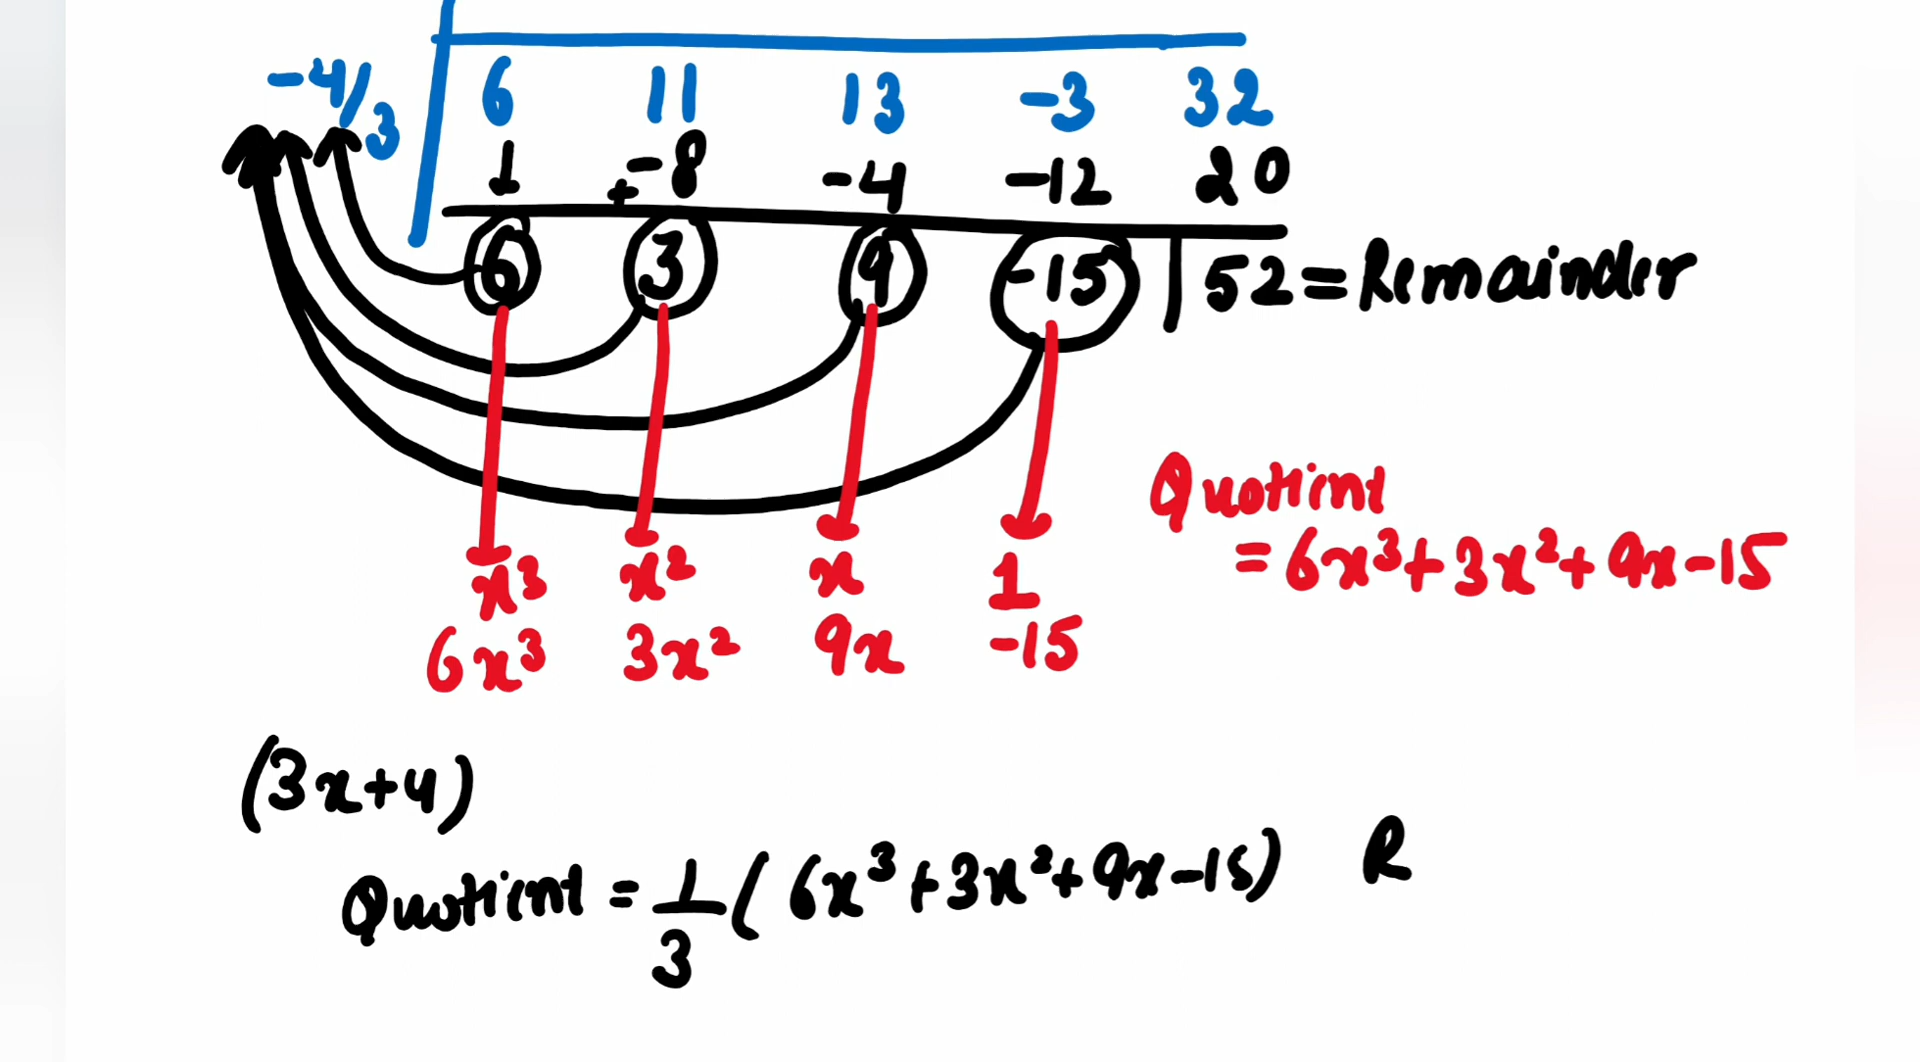 -4/3 6 11 13 -3 32
1 + -8 -4 -12 20
6 3 9 -15 | 52 = Remainder
x³ x² x 1
6x³ 3x² 9x -15
Quotint
= 6x³+3x²+9x-15
(3x+4)
Quotient = 1/3 (6x³+3x²+9x-15) R